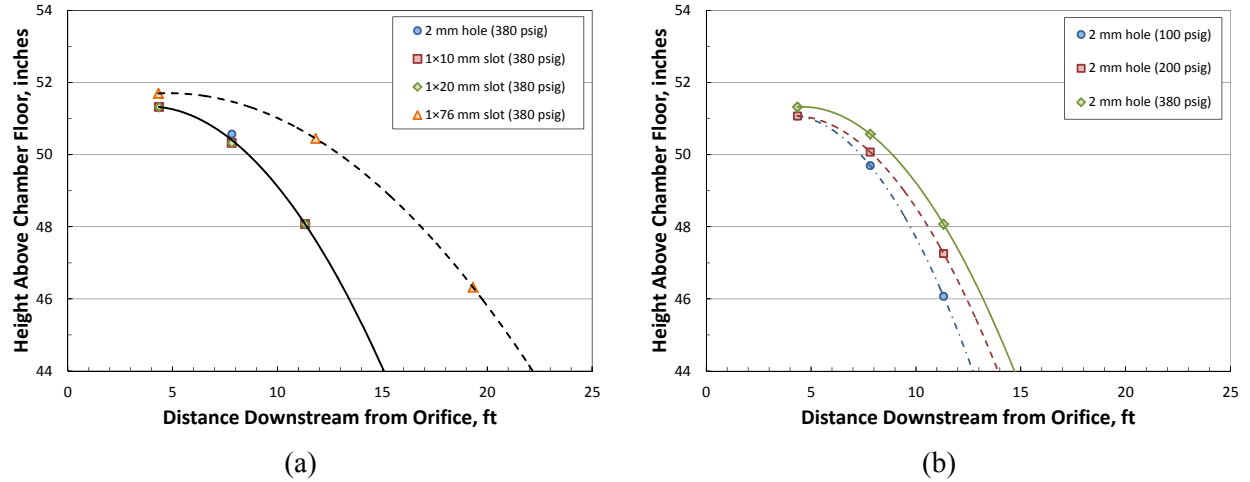 54
52
50
48
46
44
Height Above Chamber Floor, inches
2 mm hole (380 psig)
1×10 mm slot (380 psig)
1×20 mm slot (380 psig)
1×76 mm slot (380 psig)
0 5 10 15 20 25
Distance Downstream from Orifice, ft
(a)
54
52
50
48
46
44
Height Above Chamber Floor, inches
2 mm hole (100 psig)
2 mm hole (200 psig)
2 mm hole (380 psig)
0 5 10 15 20 25
Distance Downstream from Orifice, ft
(b)